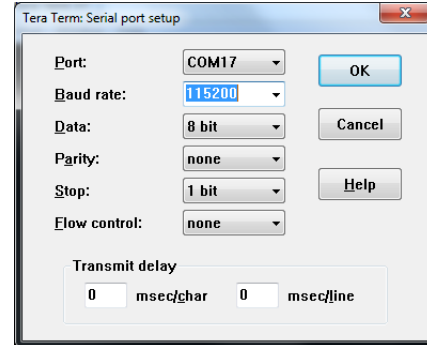 Tera Term: Serial port setup
Port: COM17 OK
Baud rate: 115200
Data: 8 bit Cancel
Parity: none
Stop: 1 bit Help
Flow control: none
Transmit delay
0 msec/char 0 msec/line